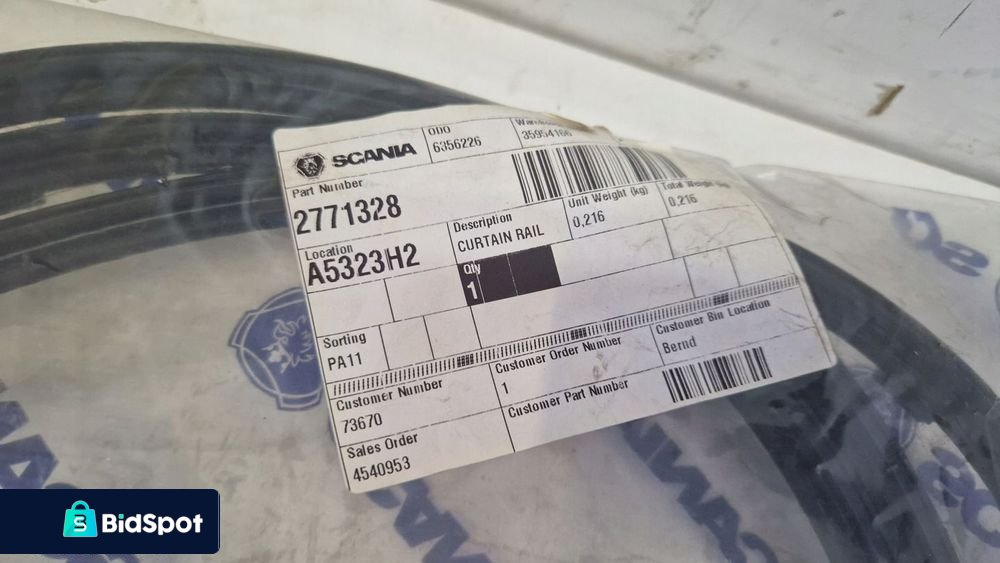 SCANIA
ODO
6356226
35954166
Part Number
2771328
Description
CURTAIN RAIL
Unit Weight (kg)
0,216
Total Weight
0,216
Location
A5323H2
Qty
1
Sorting
PA11
Customer Number
73670
Customer Order Number
1
Customer Bin Location
Bernd
Sales Order
4540953
Customer Part Number
BidSpot